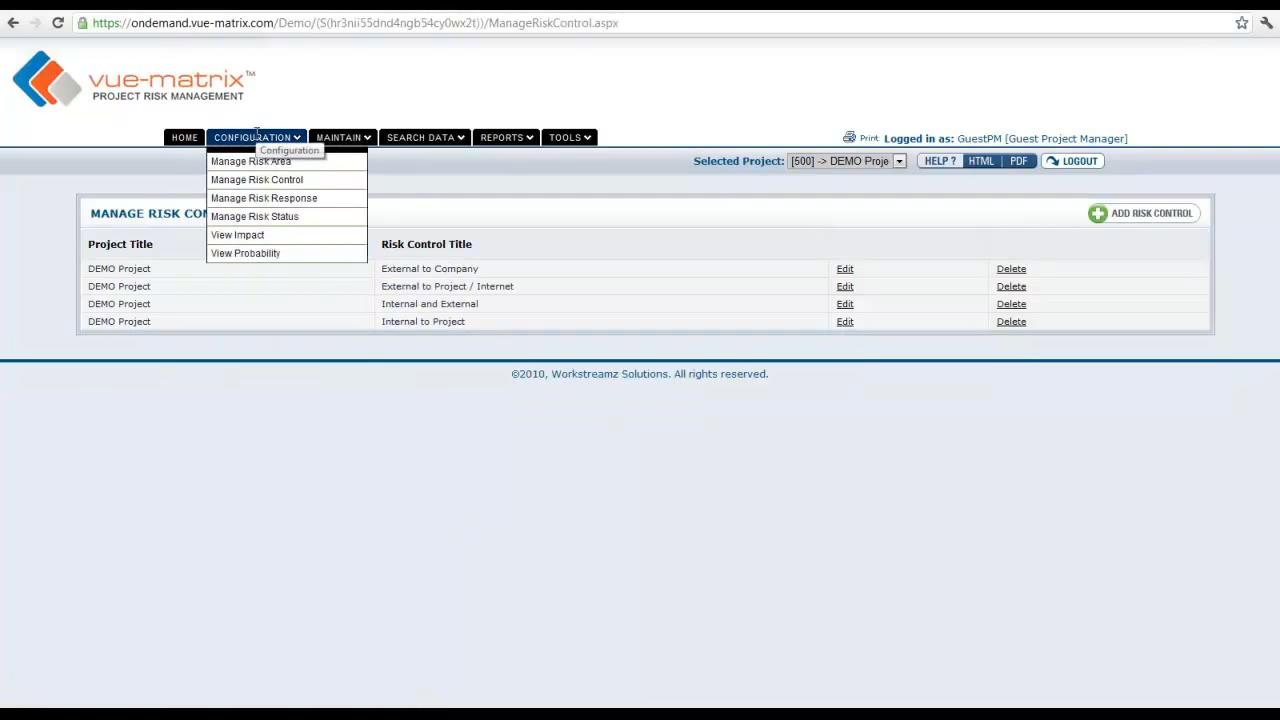 https://ondemand.vue-matrix.com/Demo/(S(hr3nii55dnd4ngb54cy0wx2t))/ManageRiskControl.aspx
vue-matrix™
PROJECT RISK MANAGEMENT
HOME CONFIGURATION MAINTAIN SEARCH DATA REPORTS TOOLS Print Logged in as: GuestPM [Guest Project Manager]
Configuration
Manage Risk Area Selected Project: [500] -> DEMO Proje HELP ? HTML | PDF LOGOUT
Manage Risk Control
Manage Risk Response
MANAGE RISK CON ADD RISK CONTROL
Manage Risk Status
View Impact
Project Title Risk Control Title
View Probability
DEMO Project External to Company Edit Delete
DEMO Project External to Project / Internet Edit Delete
DEMO Project Internal and External Edit Delete
DEMO Project Internal to Project Edit Delete
©2010, Workstreamz Solutions. All rights reserved.